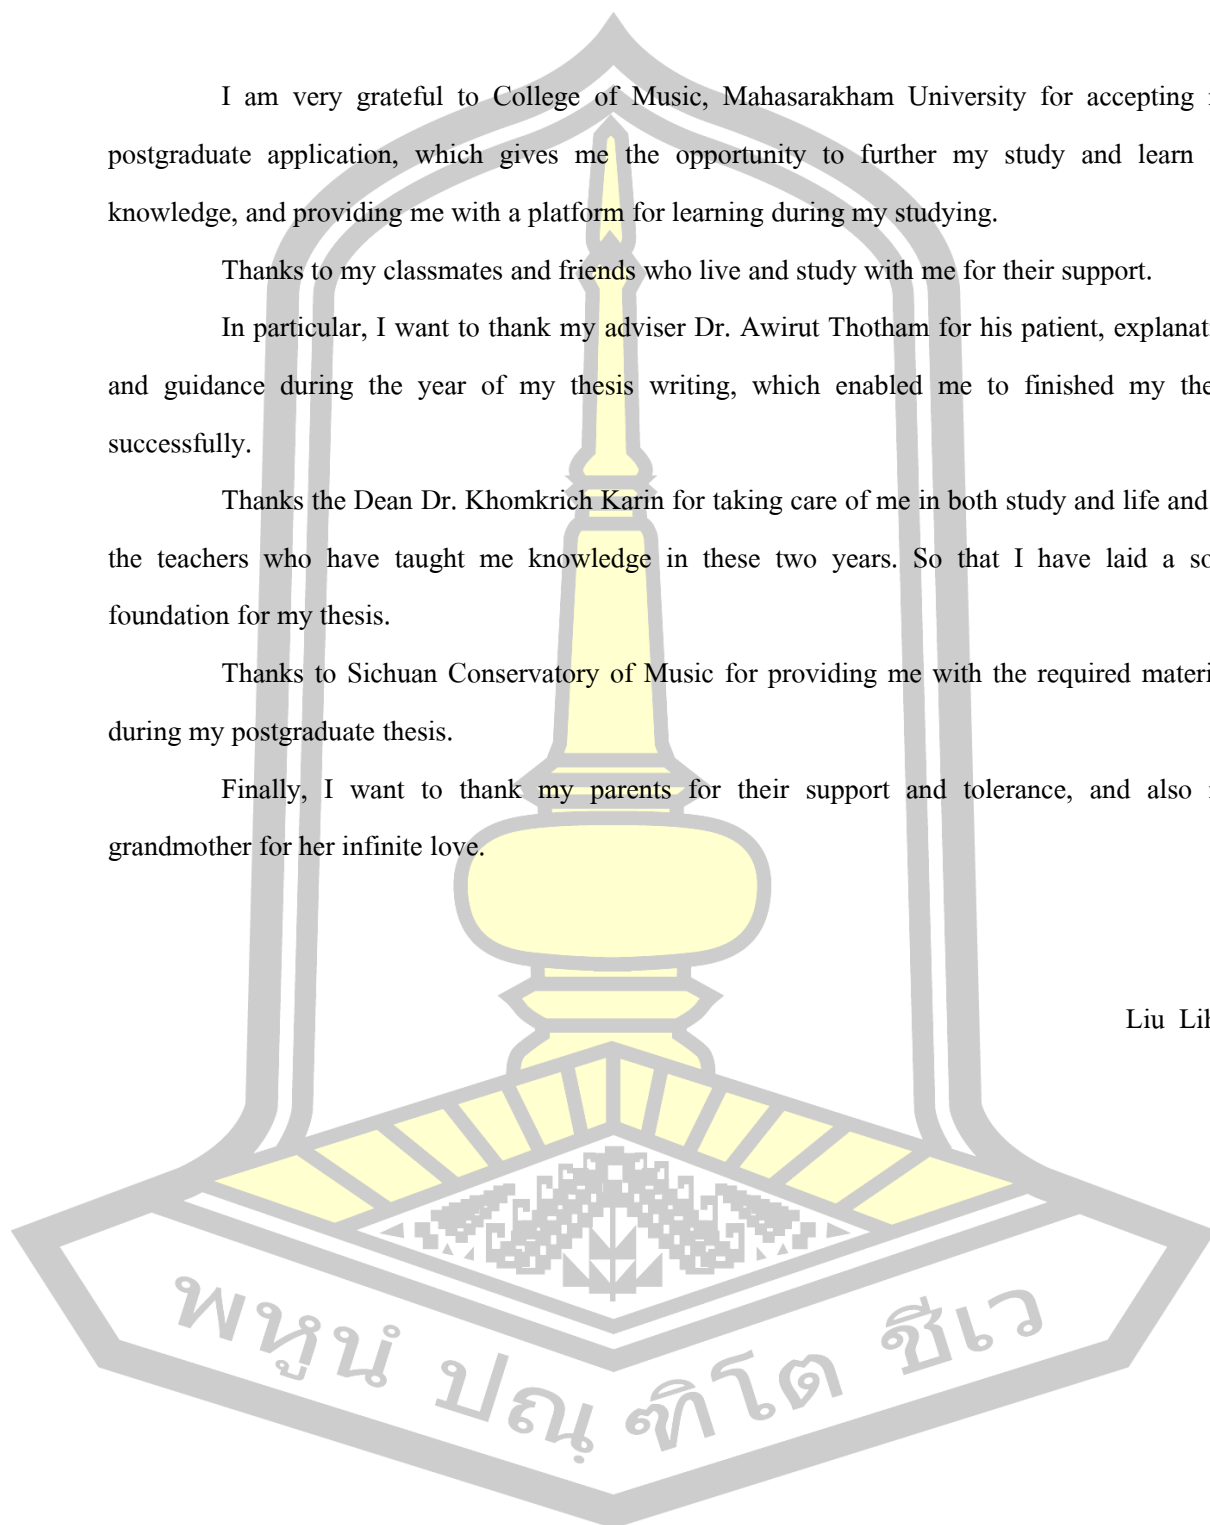 I am very grateful to College of Music, Mahasarakham University for accepting
postgraduate application, which gives me the opportunity to further my study and learn
knowledge, and providing me with a platform for learning during my studying.
Thanks to my classmates and friends who live and study with me for their support.
In particular, I want to thank my adviser Dr. Awirut Thotham for his patient,
and guidance during the year of my thesis writing, which enabled me to finished my
successfully.
Thanks the Dean Dr. Khomkrich Karin for taking care of me in both study and life and
the teachers who have taught me knowledge in these two years. So that I have laid a
foundation for my thesis.
Thanks to Sichuan Conservatory of Music for providing me with the required
during my postgraduate thesis.
Finally, I want to thank my parents for their support and tolerance, and also
grandmother for her infinite love.
Liu
พหูนํ ปณฺฑิโต ชีเว